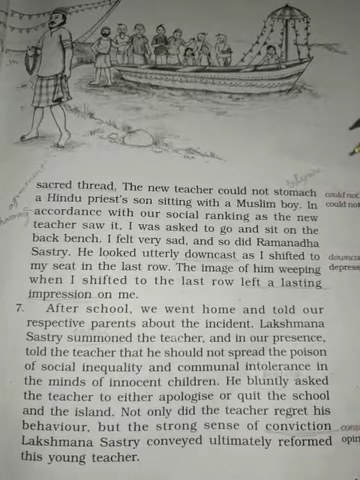 sacred thread. The new teacher could not stomach
a Hindu priest's son sitting with a Muslim boy. In
accordance with our social ranking as the new
teacher saw it, I was asked to go and sit on the
back bench. I felt very sad, and so did Ramanadha
Sastry. He looked utterly downcast as I shifted to
my seat in the last row. The image of him weeping
when I shifted to the last row left a lasting
impression on me.
7. After school, we went home and told our
respective parents about the incident. Lakshmana
Sastry summoned the teacher, and in our presence,
told the teacher that he should not spread the poison
of social inequality and communal intolerance in
the minds of innocent children. He bluntly asked
the teacher to either apologise or quit the school
and the island. Not only did the teacher regret his
behaviour, but the strong sense of conviction
Lakshmana Sastry conveyed ultimately reformed
this young teacher.
could not
could not
downca
depress
opin